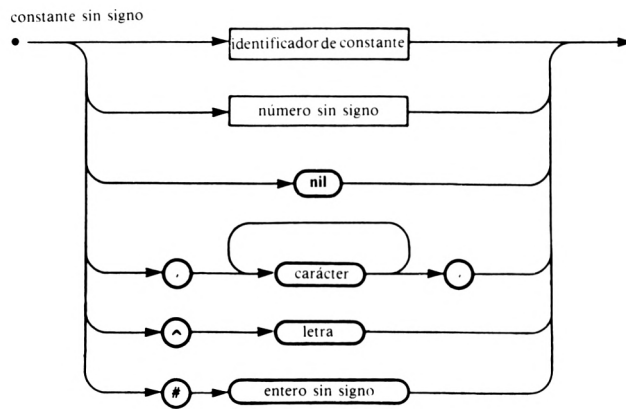 constante sin signo
identificador de constante
número sin signo
nil
' carácter '
^ letra
# entero sin signo